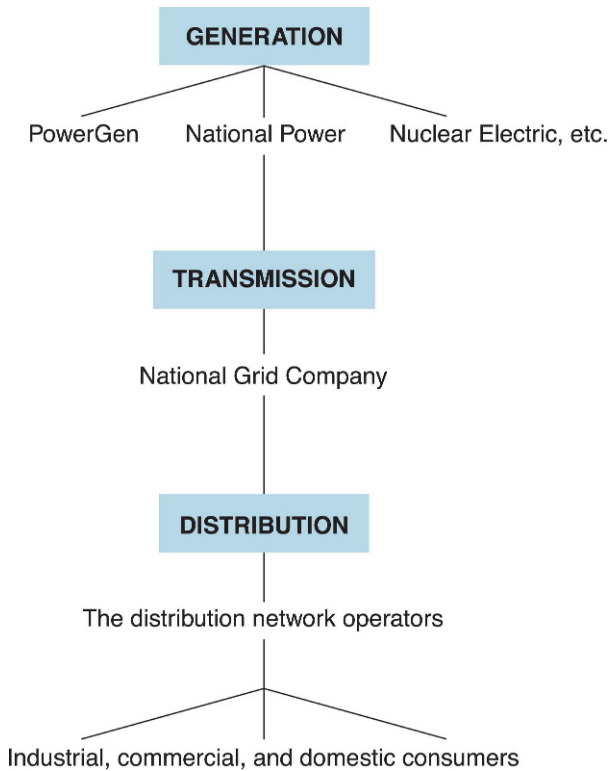 GENERATION
PowerGen National Power Nuclear Electric, etc.
TRANSMISSION
National Grid Company
DISTRIBUTION
The distribution network operators
Industrial, commercial, and domestic consumers